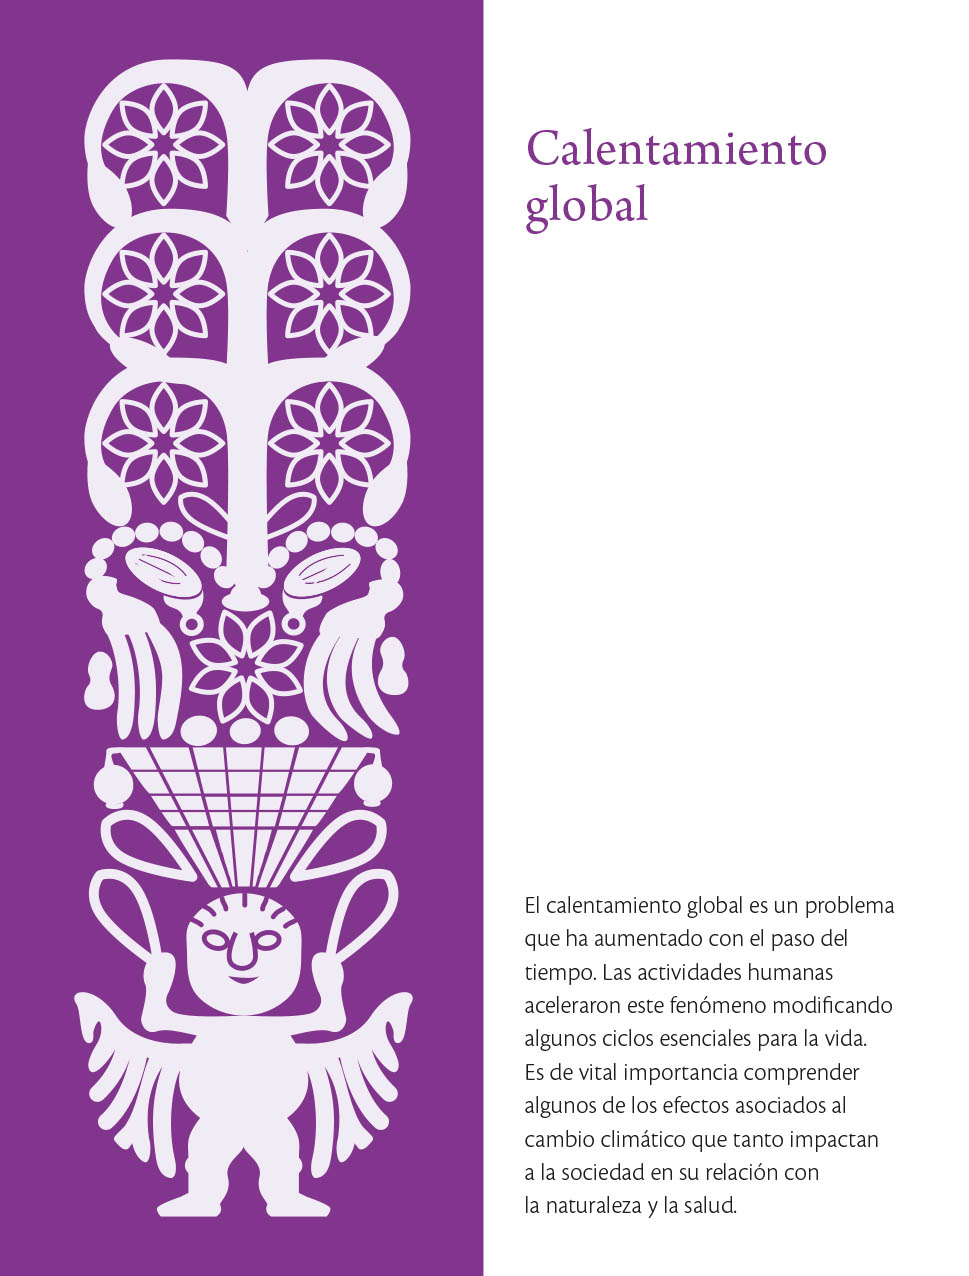 Calentamiento
global
El calentamiento global es un problema
que ha aumentado con el paso del
tiempo. Las actividades humanas
aceleraron este fenómeno modificando
algunos ciclos esenciales para la vida.
Es de vital importancia comprender
algunos de los efectos asociados al
cambio climático que tanto impactan
a la sociedad en su relación con
la naturaleza y la salud.